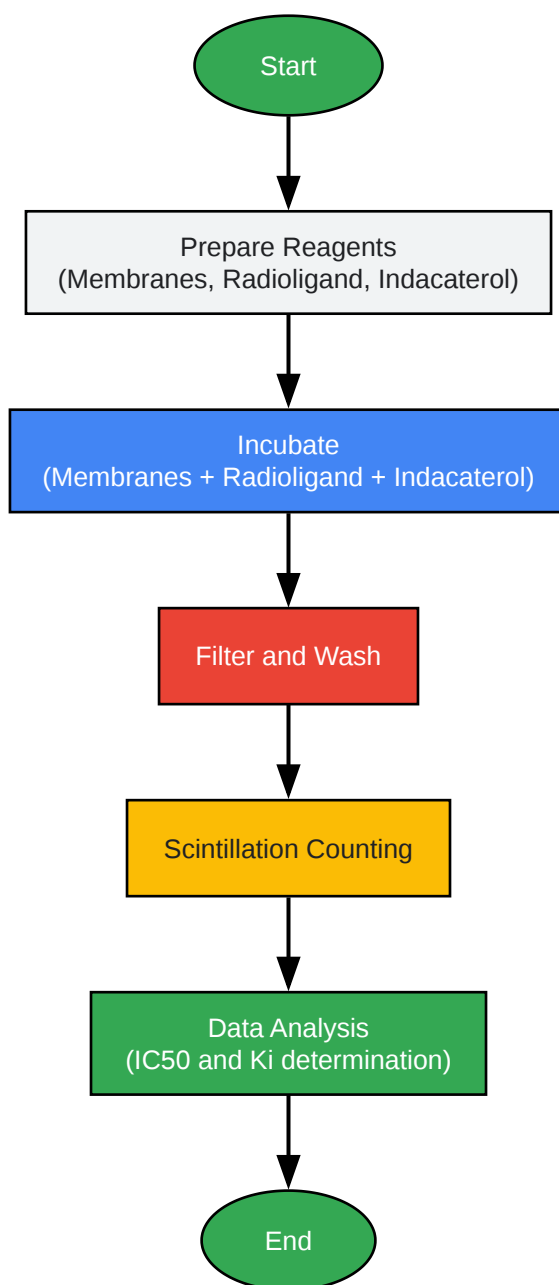 Start
Prepare Reagents
(Membranes, Radioligand, Indacaterol)
Incubate
(Membranes + Radioligand + Indacaterol)
Filter and Wash
Scintillation Counting
Data Analysis
(IC50 and Ki determination)
End